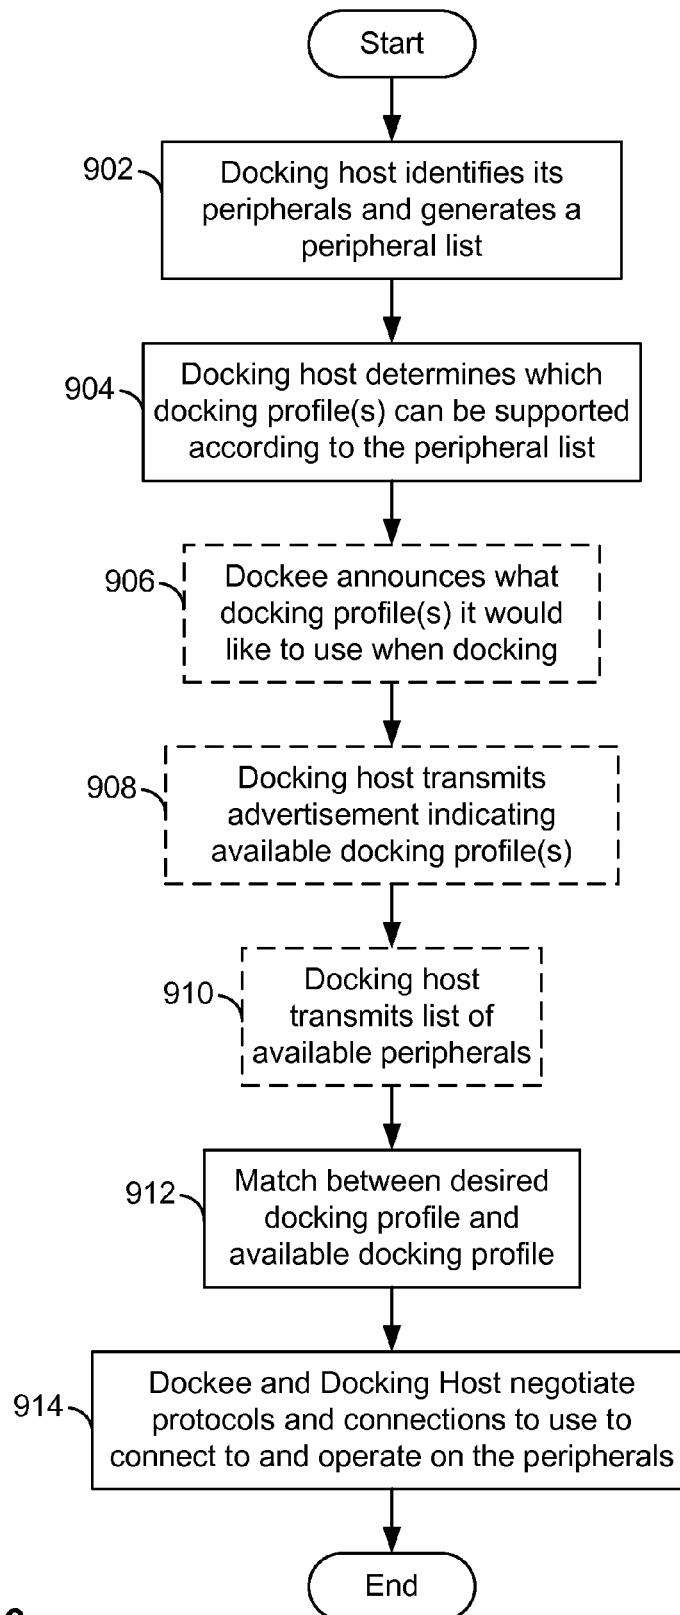 Start
902
Docking host identifies its
peripherals and generates a
peripheral list
904
Docking host determines which
docking profile(s) can be supported
according to the peripheral list
906
Dockee announces what
docking profile(s) it would
like to use when docking
908
Docking host transmits
advertisement indicating
available docking profile(s)
910
Docking host
transmits list of
available peripherals
912
Match between desired
docking profile and
available docking profile
914
Dockee and Docking Host negotiate
protocols and connections to use to
connect to and operate on the peripherals
End